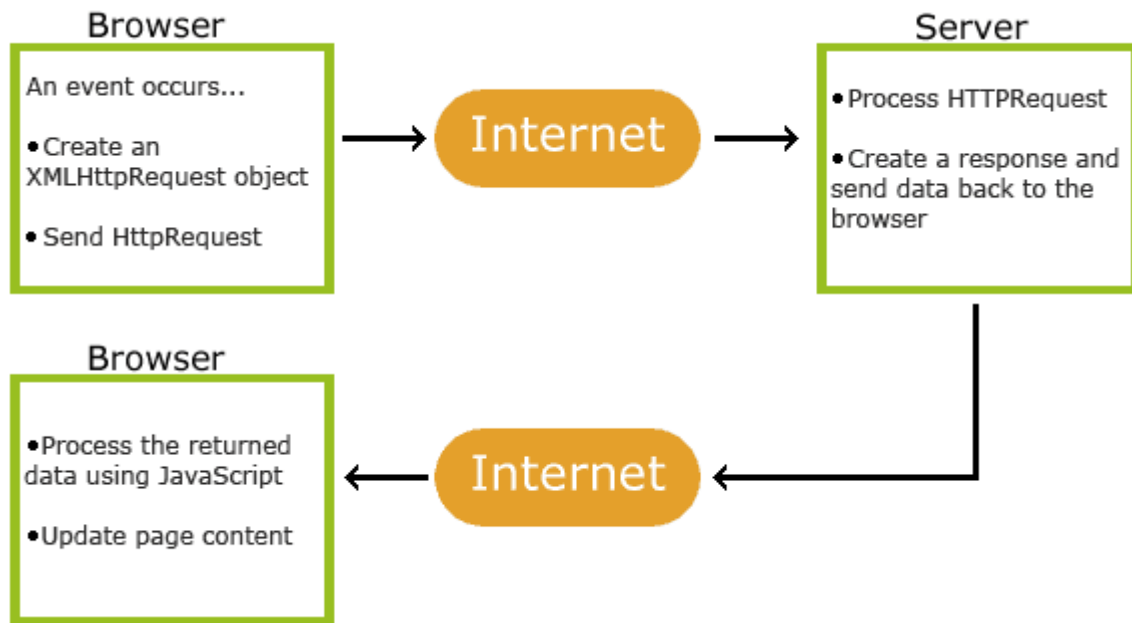 Browser
An event occurs...
●Create an
XMLHttpRequest object
● Send HttpRequest
Internet
Server
●Process HTTPRequest
●Create a response and
send data back to the
browser
Browser
●Process the returned
data using JavaScript
●Update page content
Internet